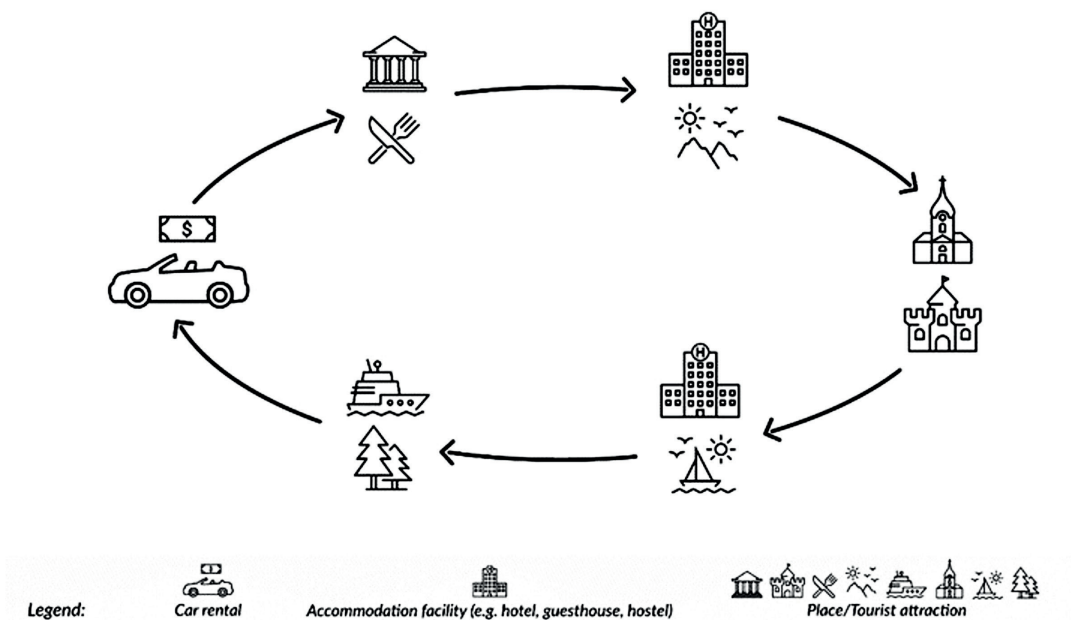 H
$
H
Legend:
Car rental
Accommodation facility (e.g. hotel, guesthouse, hostel)
Place/Tourist attraction